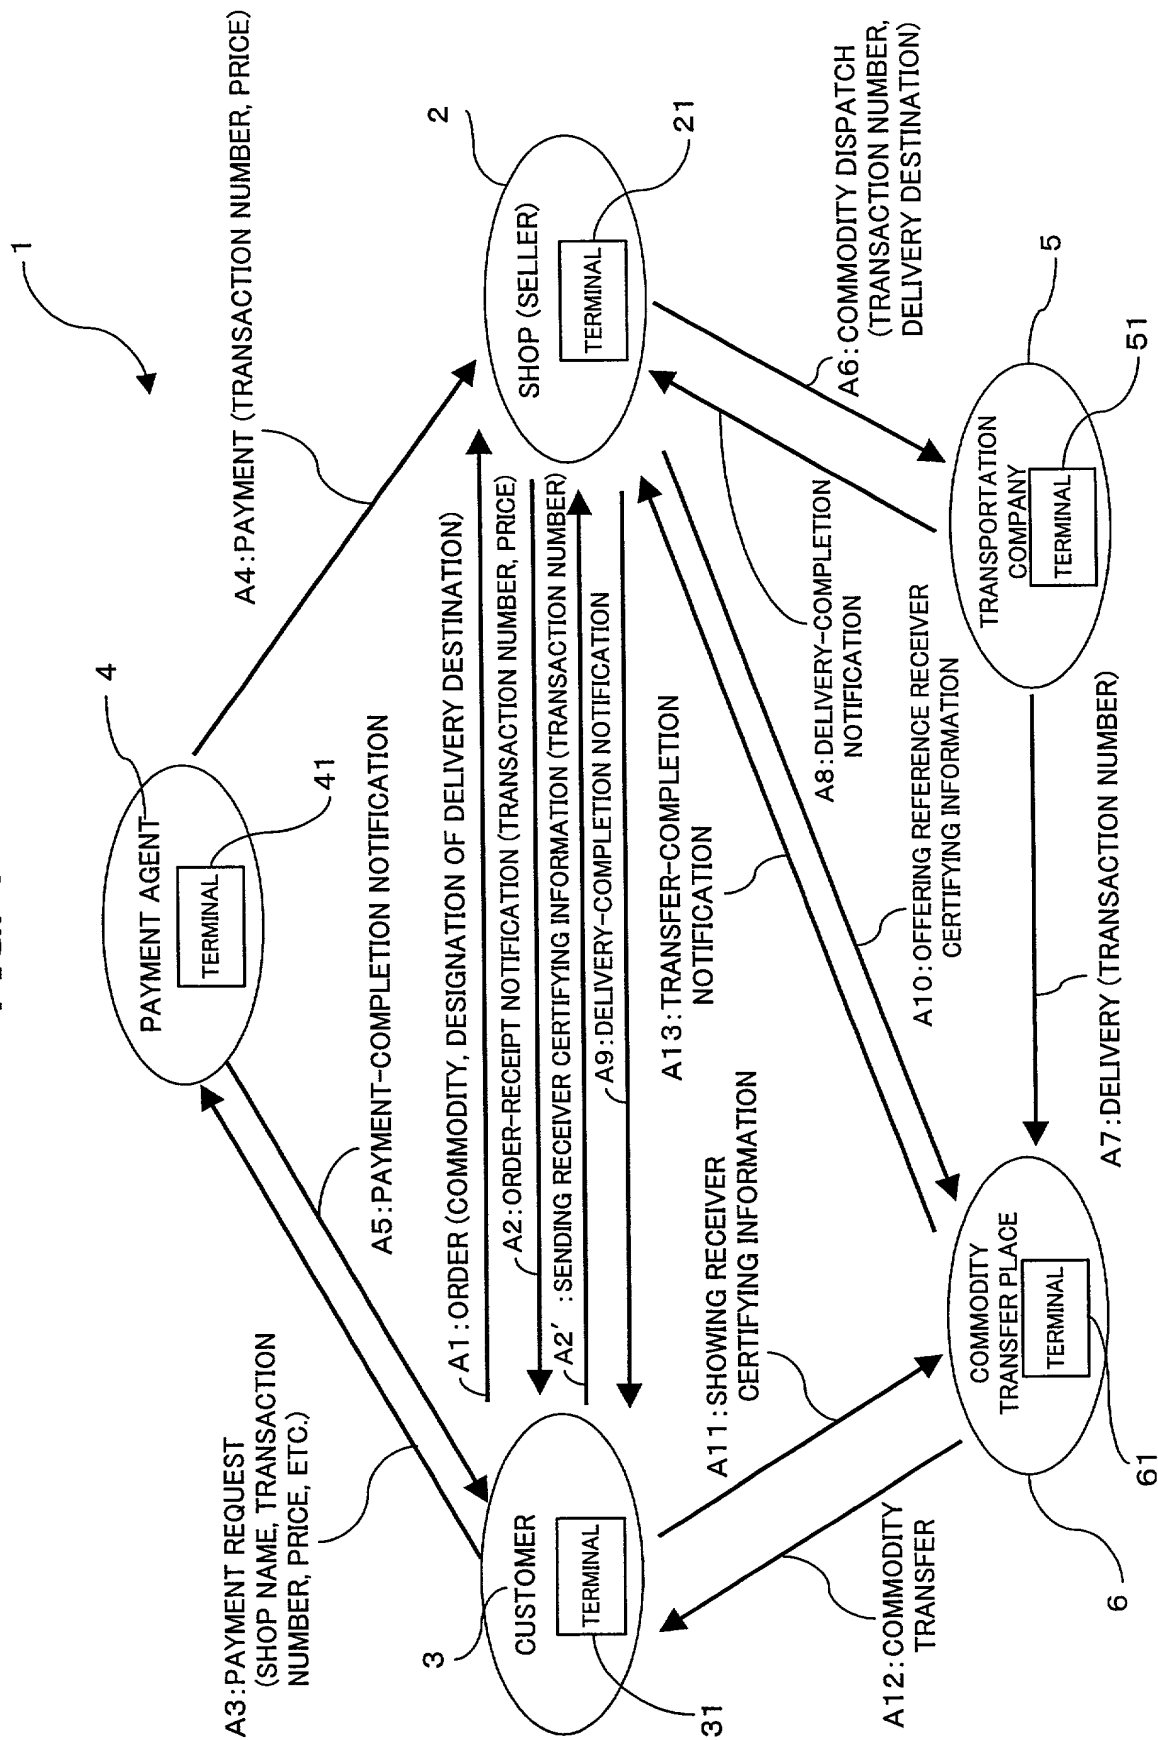 1
A4:PAYMENT (TRANSACTION NUMBER, PRICE)
4
PAYMENT AGENT
TERMINAL
41
A3:PAYMENT REQUEST
(SHOP NAME, TRANSACTION
NUMBER, PRICE, ETC.)
A5:PAYMENT-COMPLETION NOTIFICATION
2
SHOP (SELLER)
TERMINAL
21
3
CUSTOMER
TERMINAL
31
A1:ORDER (COMMODITY, DESIGNATION OF DELIVERY DESTINATION)
A2:ORDER-RECEIPT NOTIFICATION (TRANSACTION NUMBER, PRICE)
A2′:SENDING RECEIVER CERTIFYING INFORMATION (TRANSACTION NUMBER)
A9:DELIVERY-COMPLETION NOTIFICATION
A13:TRANSFER-COMPLETION
NOTIFICATION
A11:SHOWING RECEIVER
CERTIFYING INFORMATION
A12:COMMODITY
TRANSFER
A6:COMMODITY DISPATCH
(TRANSACTION NUMBER,
DELIVERY DESTINATION)
A8:DELIVERY-COMPLETION
NOTIFICATION
A10:OFFERING REFERENCE RECEIVER
CERTIFYING INFORMATION
5
TRANSPORTATION
COMPANY
TERMINAL
51
COMMODITY
TRANSFER PLACE
TERMINAL
6
61
A7:DELIVERY (TRANSACTION NUMBER)